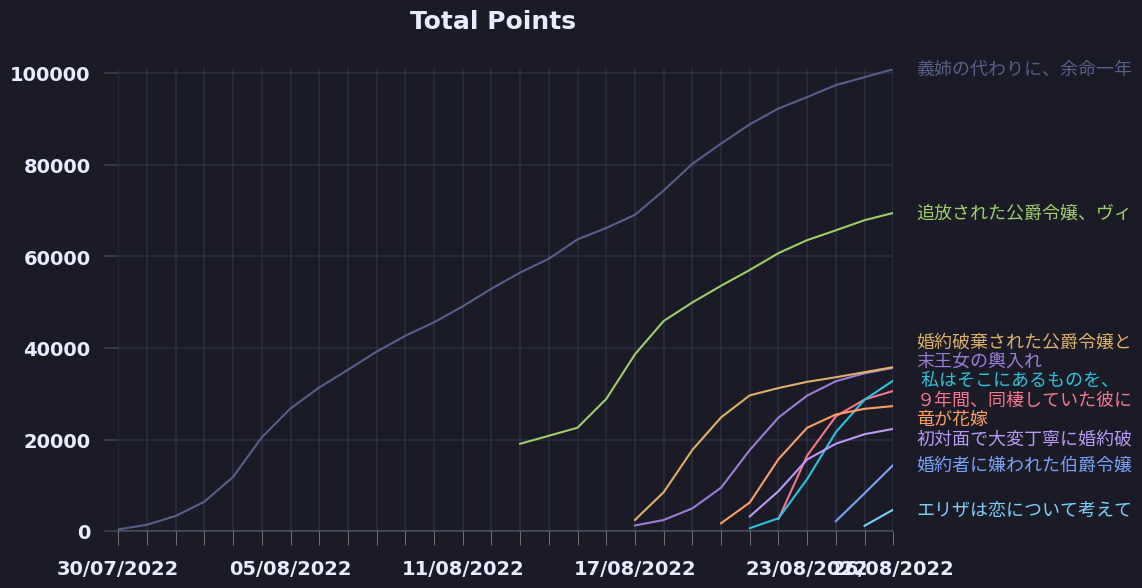 Total Points
100000
80000
60000
40000
20000
0
30/07/2022
05/08/2022
11/08/2022
17/08/2022
23/08/2022
26/08/2022
義姉の代わりに、余命一年
追放された公爵令嬢、ヴィ
婚約破棄された公爵令嬢と
末王女の輿入れ
私はそこにあるものを、
９年間、同棲していた彼に
竜が花嫁
初対面で大変丁寧に婚約破
婚約者に嫌われた伯爵令嬢
エリザは恋について考えて